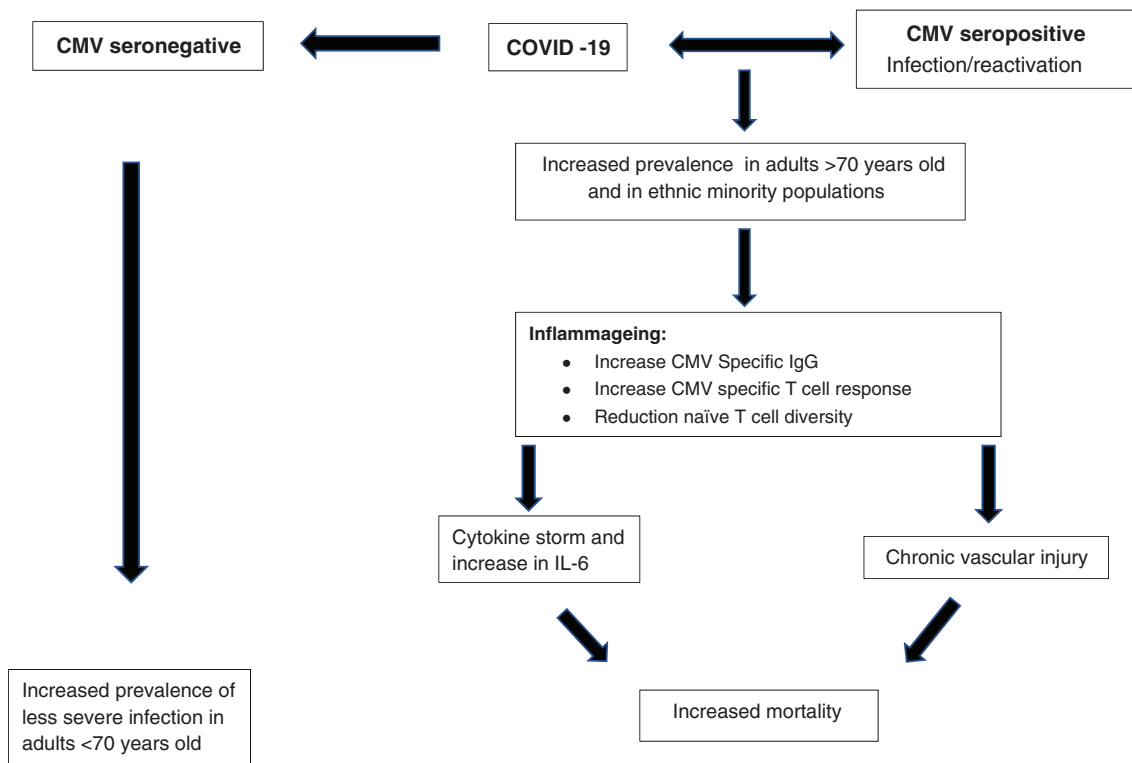 CMV seronegative
COVID -19
CMV seropositive
Infection/reactivation
Increased prevalence in adults >70 years old
and in ethnic minority populations
Inflammageing:
• Increase CMV Specific IgG
• Increase CMV specific T cell response
• Reduction naïve T cell diversity
Cytokine storm and
increase in IL-6
Chronic vascular injury
Increased prevalence of
less severe infection in
adults <70 years old
Increased mortality